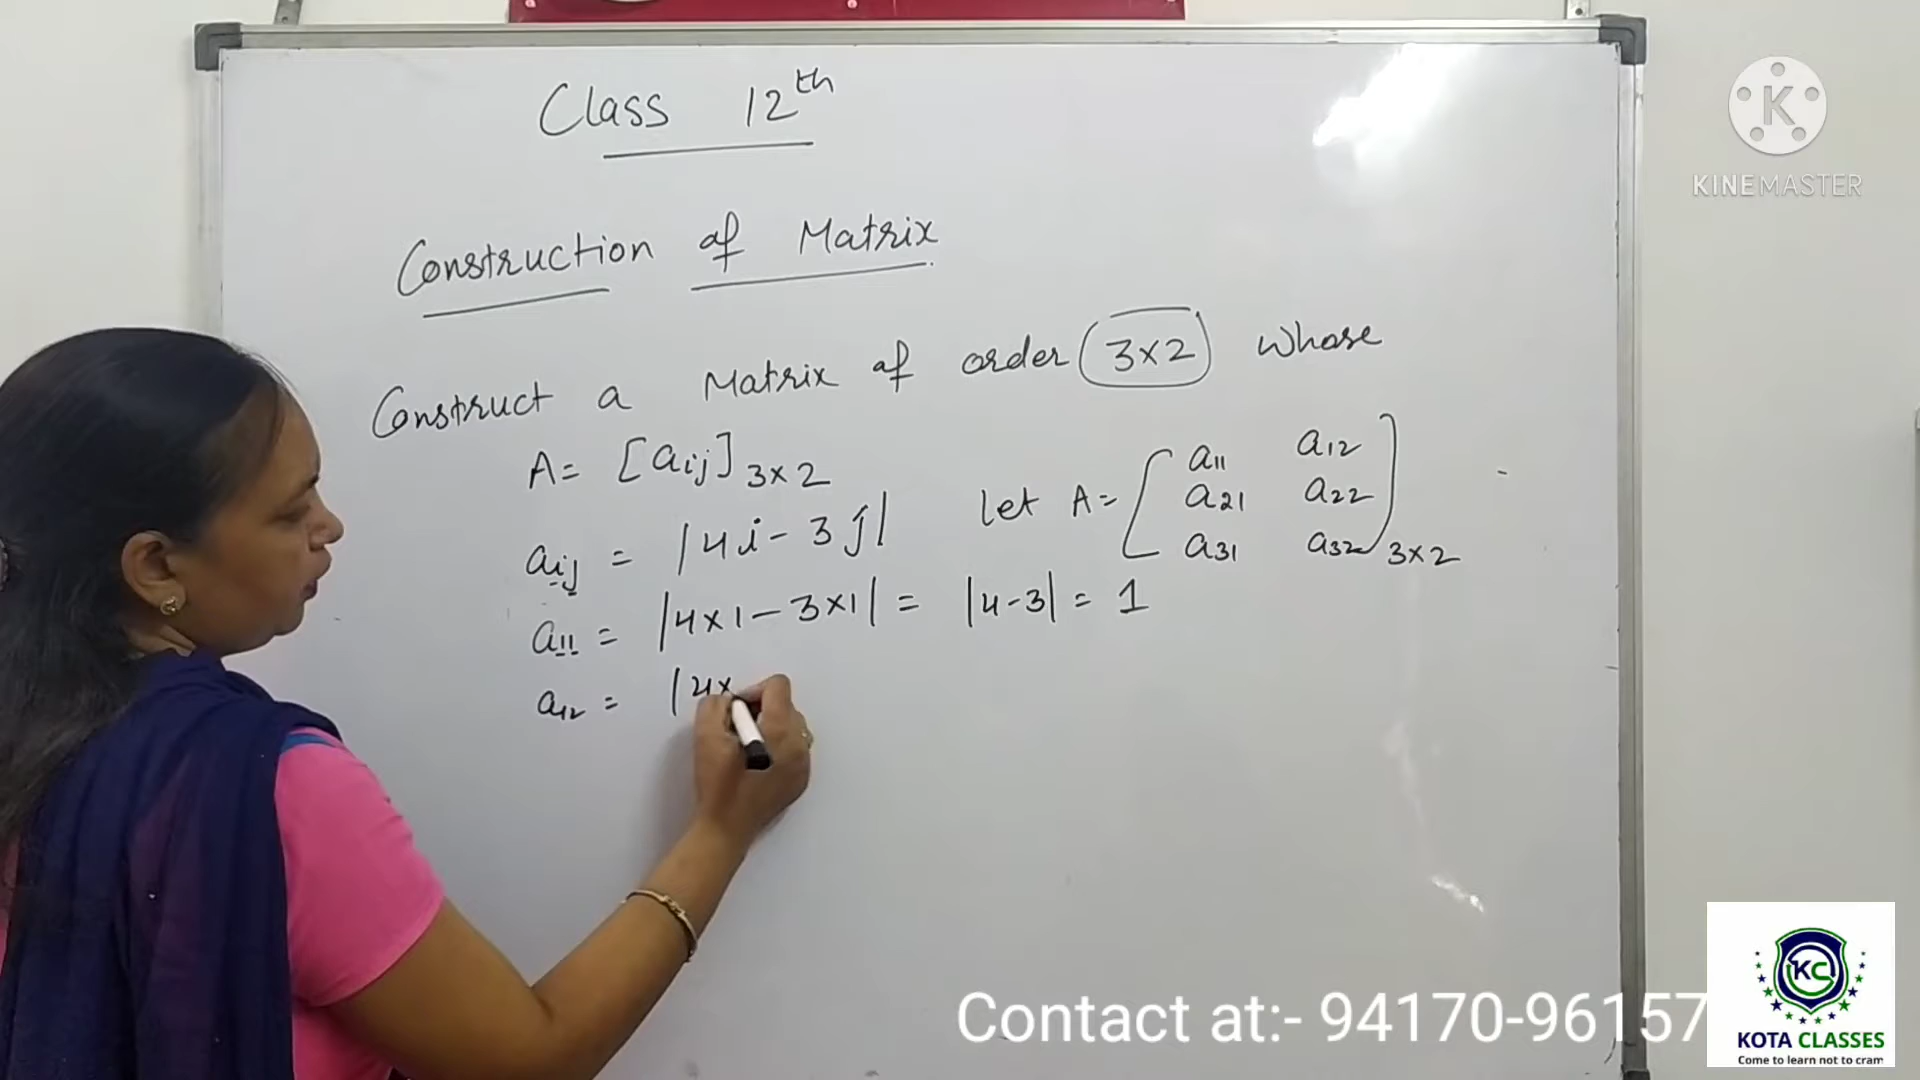 Class 12th
Construction of Matrix
Construct a Matrix of order 3×2 whose
A = [aij]3×2
let A = [a11 a12
a21 a22
a31 a32]3×2
aij = |4i - 3j|
a11 = |4×1 - 3×1| = |4-3| = 1
a12 = |4×
KINEMASTER
Contact at:- 94170-96157
KC
KOTA CLASSES
Come to learn not to cram